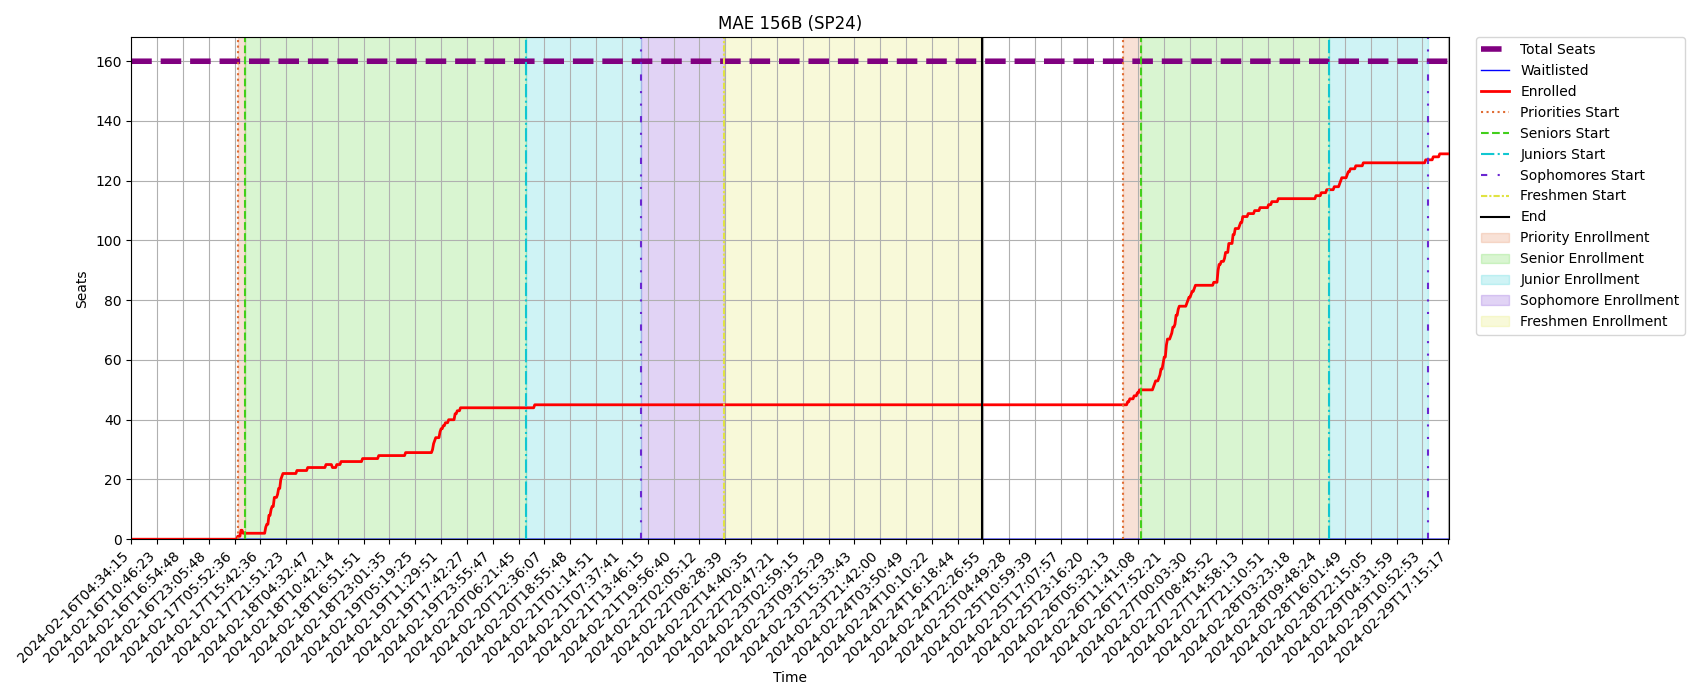 MAE 156B (SP24)
Seats
160
140
120
100
80
60
40
20
0
2024-02-16T04:34:15
2024-02-16T10:46:23
2024-02-16T16:54:48
2024-02-16T23:05:48
2024-02-17T05:52:36
2024-02-17T15:42:36
2024-02-17T21:51:23
2024-02-18T04:32:47
2024-02-18T10:42:14
2024-02-18T16:51:51
2024-02-18T23:01:35
2024-02-19T05:19:25
2024-02-19T11:29:51
2024-02-19T17:42:27
2024-02-19T23:55:47
2024-02-20T06:21:45
2024-02-20T12:36:07
2024-02-20T18:55:48
2024-02-21T01:14:51
2024-02-21T07:37:41
2024-02-21T13:46:15
2024-02-21T19:56:40
2024-02-22T02:05:12
2024-02-22T08:28:39
2024-02-22T14:40:35
2024-02-22T20:47:21
2024-02-23T02:59:15
2024-02-23T09:25:29
2024-02-23T15:33:43
2024-02-23T21:42:00
2024-02-24T03:50:49
2024-02-24T10:10:22
2024-02-24T16:18:44
2024-02-24T22:26:55
2024-02-25T04:49:28
2024-02-25T10:59:39
2024-02-25T17:07:57
2024-02-25T23:16:20
2024-02-26T05:32:13
2024-02-26T11:41:08
2024-02-26T17:52:21
2024-02-27T00:03:30
2024-02-27T08:45:52
2024-02-27T14:58:13
2024-02-27T21:10:51
2024-02-28T03:23:18
2024-02-28T09:48:24
2024-02-28T16:01:49
2024-02-28T22:15:05
2024-02-29T04:31:59
2024-02-29T10:52:53
2024-02-29T17:15:17
Time
Total Seats
Waitlisted
Enrolled
Priorities Start
Seniors Start
Juniors Start
Sophomores Start
Freshmen Start
End
Priority Enrollment
Senior Enrollment
Junior Enrollment
Sophomore Enrollment
Freshmen Enrollment